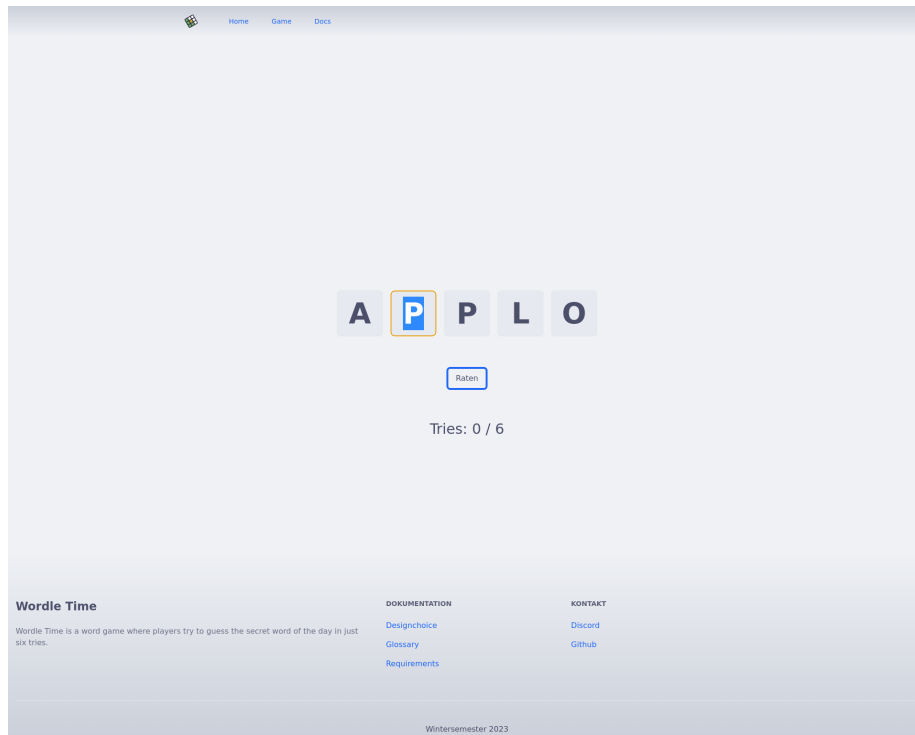 Home Game Docs
A P P L O
Raten
Tries: 0 / 6
Wordle Time
Wordle Time is a word game where players try to guess the secret word of the day in just
six tries.
DOKUMENTATION
Designchoice
Glossary
Requirements
KONTAKT
Discord
Github
Wintersemester 2023